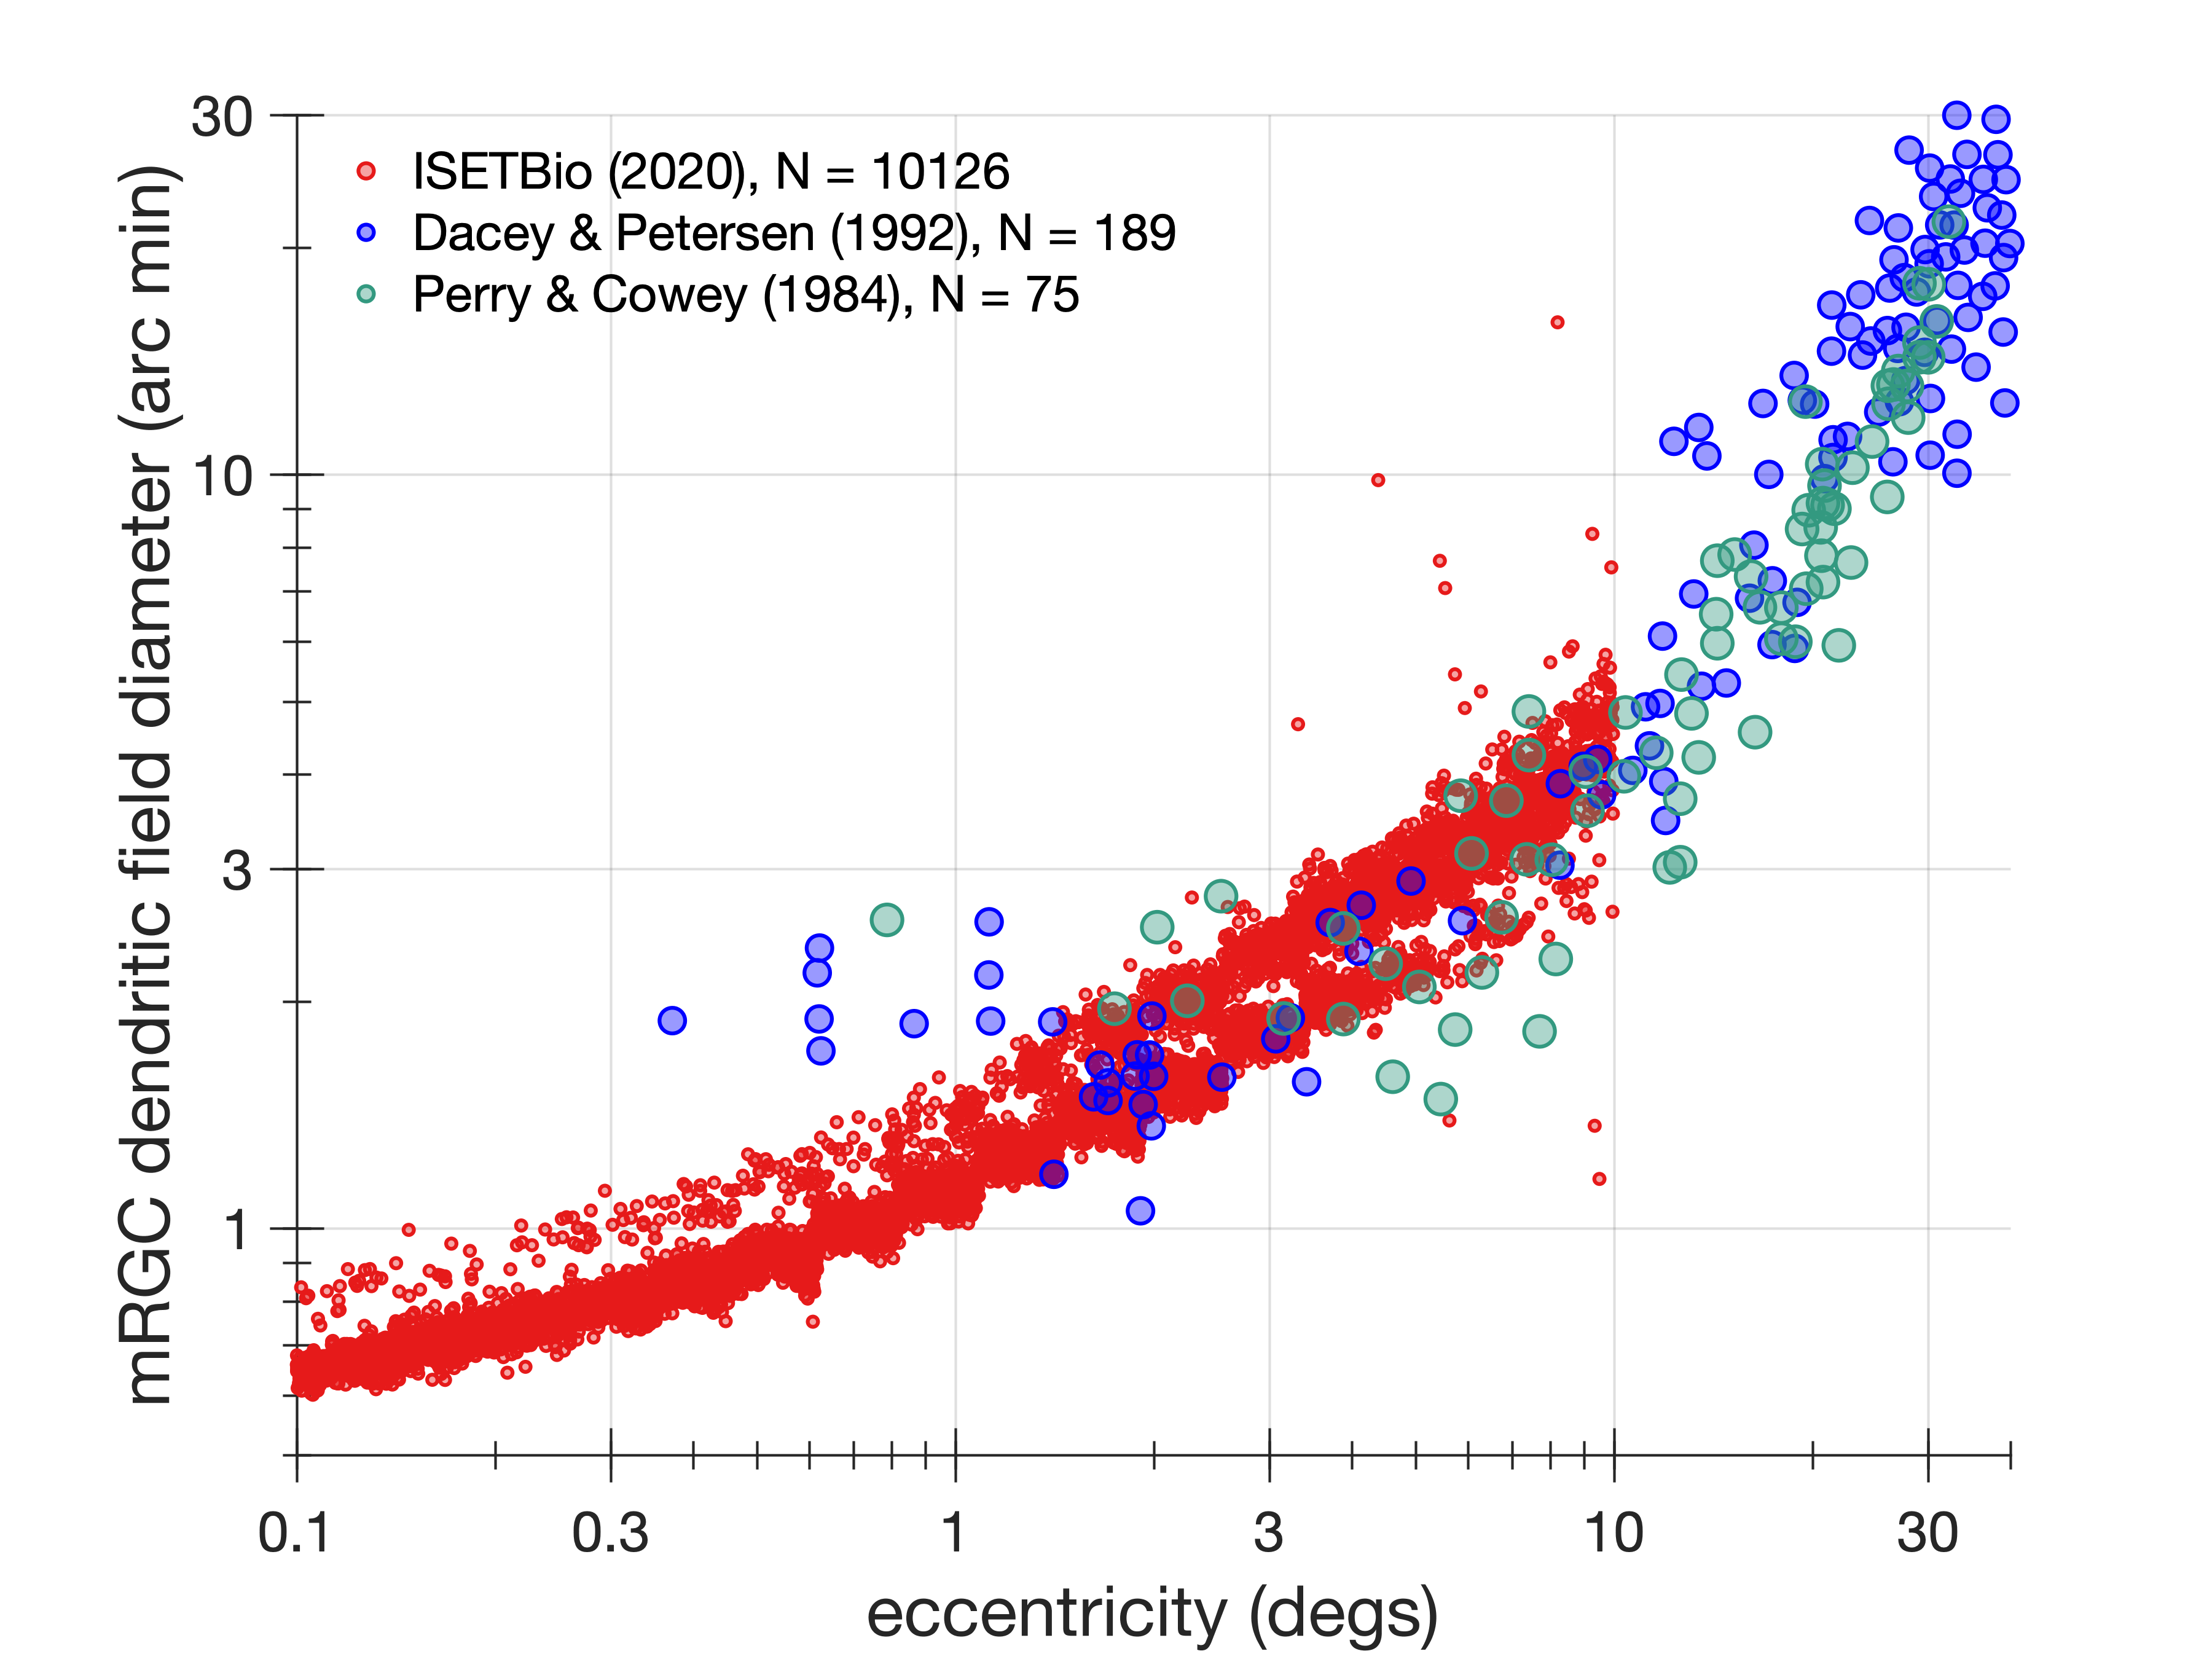 30
ISETBio (2020), N = 10126
Dacey & Petersen (1992), N = 189
Perry & Cowey (1984), N = 75
10
3
1
mRGC dendritic field diameter (arc min)
0.1 0.3 1 3 10 30
eccentricity (degs)